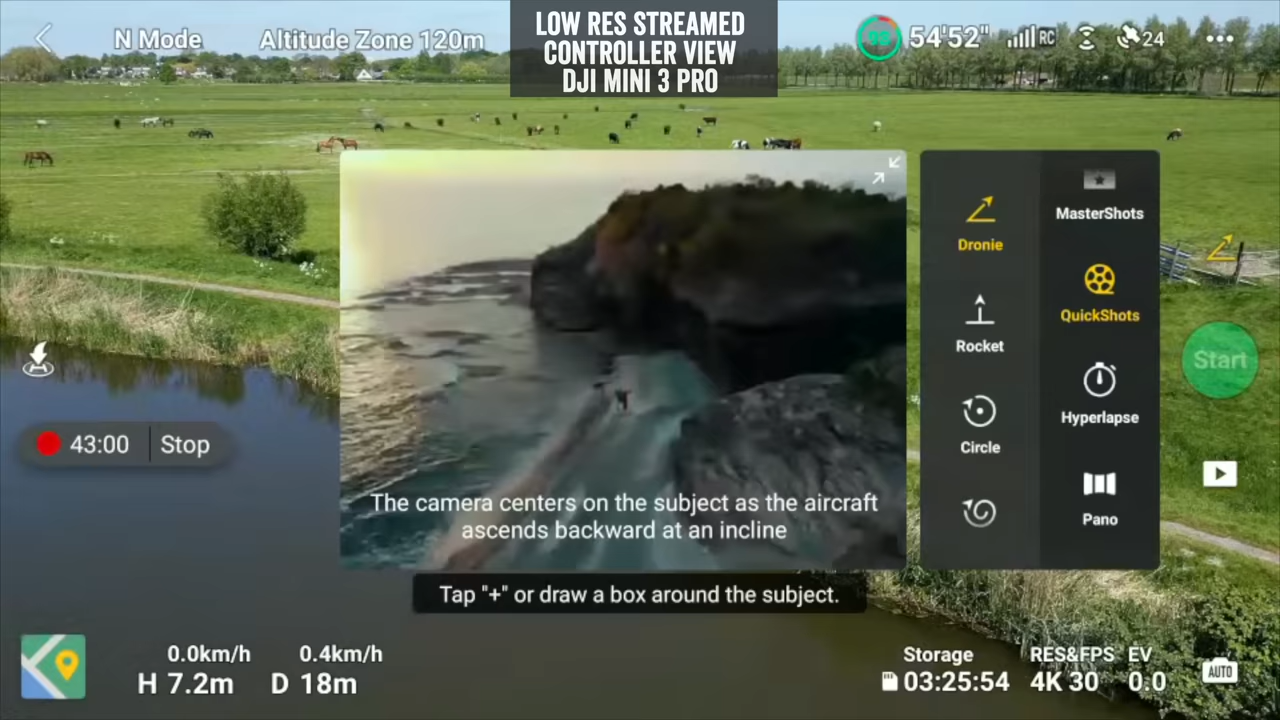 N Mode
Altitude Zone 120m
LOW RES STREAMED
CONTROLLER VIEW
DJI MINI 3 PRO
54'52"
RC
24
Dronie
MasterShots
QuickShots
Rocket
Hyperlapse
Circle
Pano
Start
43:00 Stop
The camera centers on the subject as the aircraft
ascends backward at an incline
Tap "+" or draw a box around the subject.
0.0km/h 0.4km/h
H 7.2m D 18m
Storage RES&FPS EV
03:25:54 4K 30 0.0
AUTO